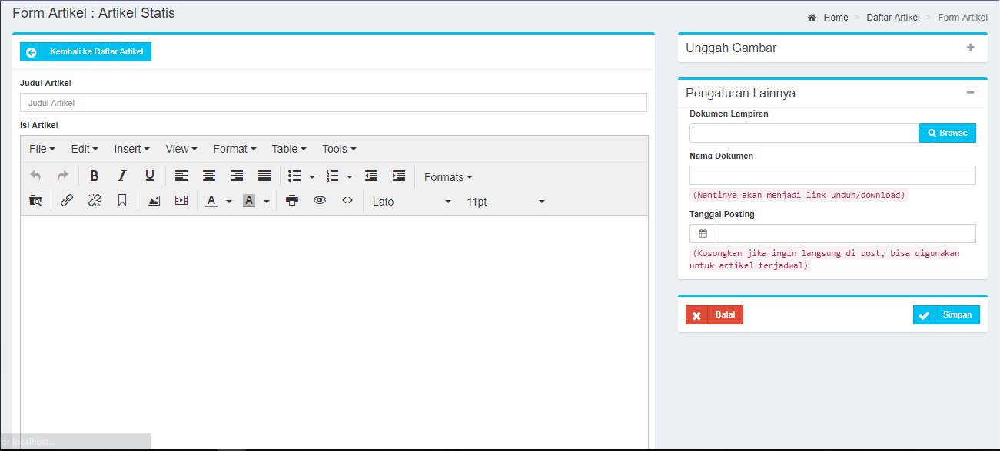 Form Artikel : Artikel Statis
Home > Daftar Artikel > Form Artikel
Kembali ke Daftar Artikel
Judul Artikel
Judul Artikel
Isi Artikel
File Edit Insert View Format Table Tools
B I U Formats
A A Lato 11pt
Unggah Gambar
Pengaturan Lainnya
Dokumen Lampiran
Browse
Nama Dokumen
(Nantinya akan menjadi link unduh/download)
Tanggal Posting
(Kosongkan jika ingin langsung di post, bisa digunakan
untuk artikel terjadwal)
Batal
Simpan
for localhost...